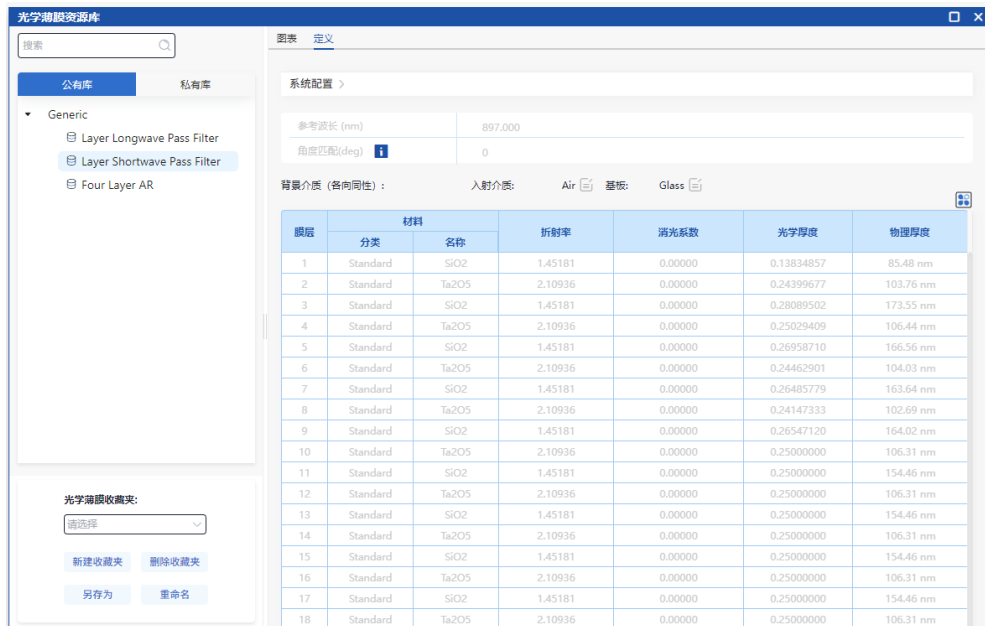 光学薄膜资源库
搜索
公有库 私有库
Generic
Layer Longwave Pass Filter
Layer Shortwave Pass Filter
Four Layer AR
光学薄膜收藏夹:
请选择
新建收藏夹 删除收藏夹
另存为 重命名
图表 定义
系统配置
参考波长 (nm) 897.000
角度匹配(deg) i 0
背景介质 (各向同性) : 入射介质: Air 基板: Glass
膜层 材料 折射率 消光系数 光学厚度 物理厚度
分类 名称
1 Standard SiO2 1.45181 0.00000 0.13834857 85.48 nm
2 Standard Ta2O5 2.10936 0.00000 0.24399677 103.76 nm
3 Standard SiO2 1.45181 0.00000 0.28089502 173.55 nm
4 Standard Ta2O5 2.10936 0.00000 0.25029409 106.44 nm
5 Standard SiO2 1.45181 0.00000 0.26958710 166.56 nm
6 Standard Ta2O5 2.10936 0.00000 0.24462901 104.03 nm
7 Standard SiO2 1.45181 0.00000 0.26485779 163.64 nm
8 Standard Ta2O5 2.10936 0.00000 0.24147333 102.69 nm
9 Standard SiO2 1.45181 0.00000 0.26547120 164.02 nm
10 Standard Ta2O5 2.10936 0.00000 0.25000000 106.31 nm
11 Standard SiO2 1.45181 0.00000 0.25000000 154.46 nm
12 Standard Ta2O5 2.10936 0.00000 0.25000000 106.31 nm
13 Standard SiO2 1.45181 0.00000 0.25000000 154.46 nm
14 Standard Ta2O5 2.10936 0.00000 0.25000000 106.31 nm
15 Standard SiO2 1.45181 0.00000 0.25000000 154.46 nm
16 Standard Ta2O5 2.10936 0.00000 0.25000000 106.31 nm
17 Standard SiO2 1.45181 0.00000 0.25000000 154.46 nm
18 Standard Ta2O5 2.10936 0.00000 0.25000000 106.31 nm